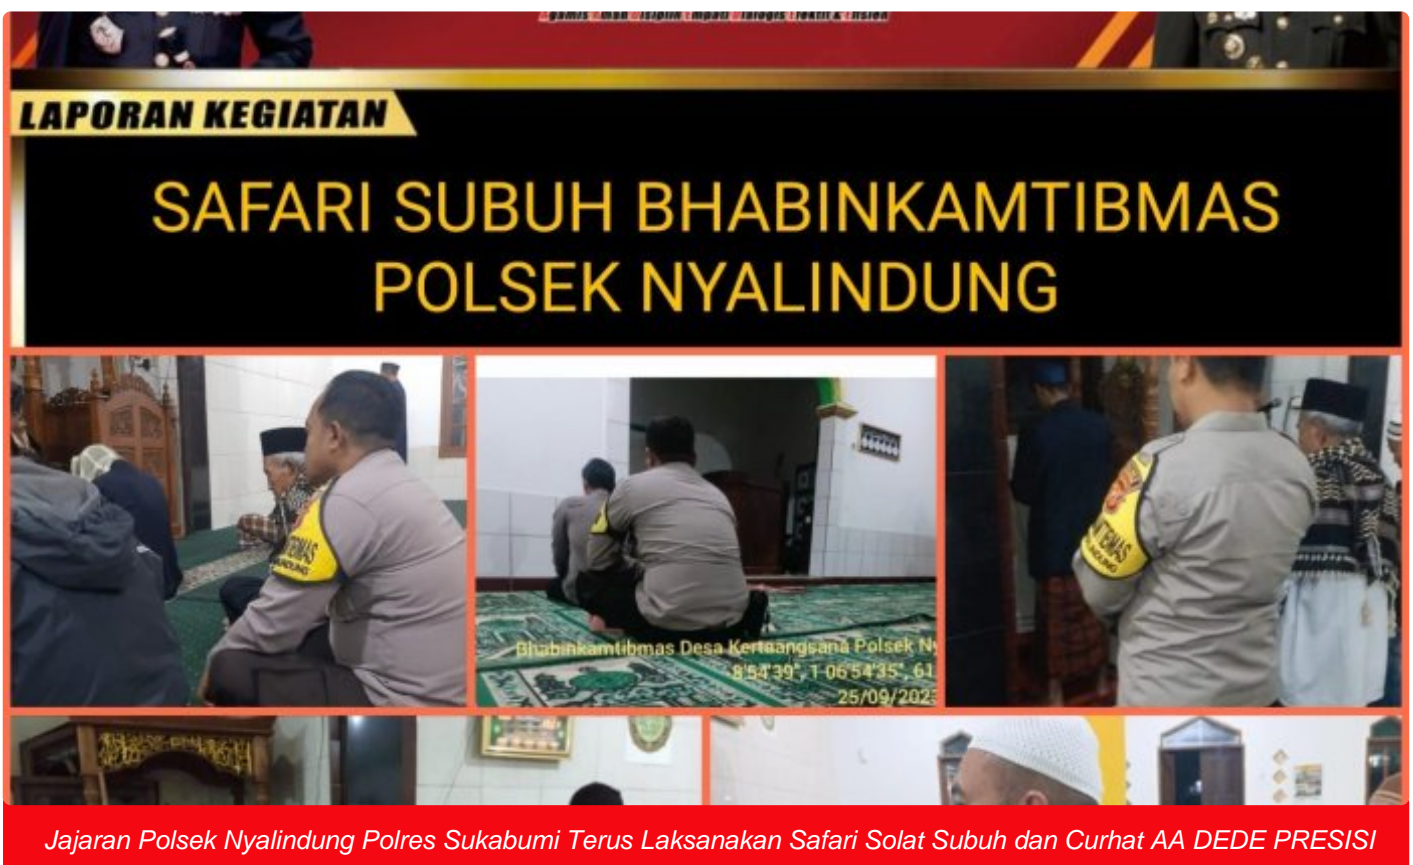 LAPORAN KEGIATAN
SAFARI SUBUH BHABINKAMTIBMAS
POLSEK NYALINDUNG
Bhabinkamtibmas Desa Kertaangsana Polsek
25/09/2023
Jajaran Polsek Nyalindung Polres Sukabumi Terus Laksanakan Safari Solat Subuh dan Curhat AA DEDE PRESISI